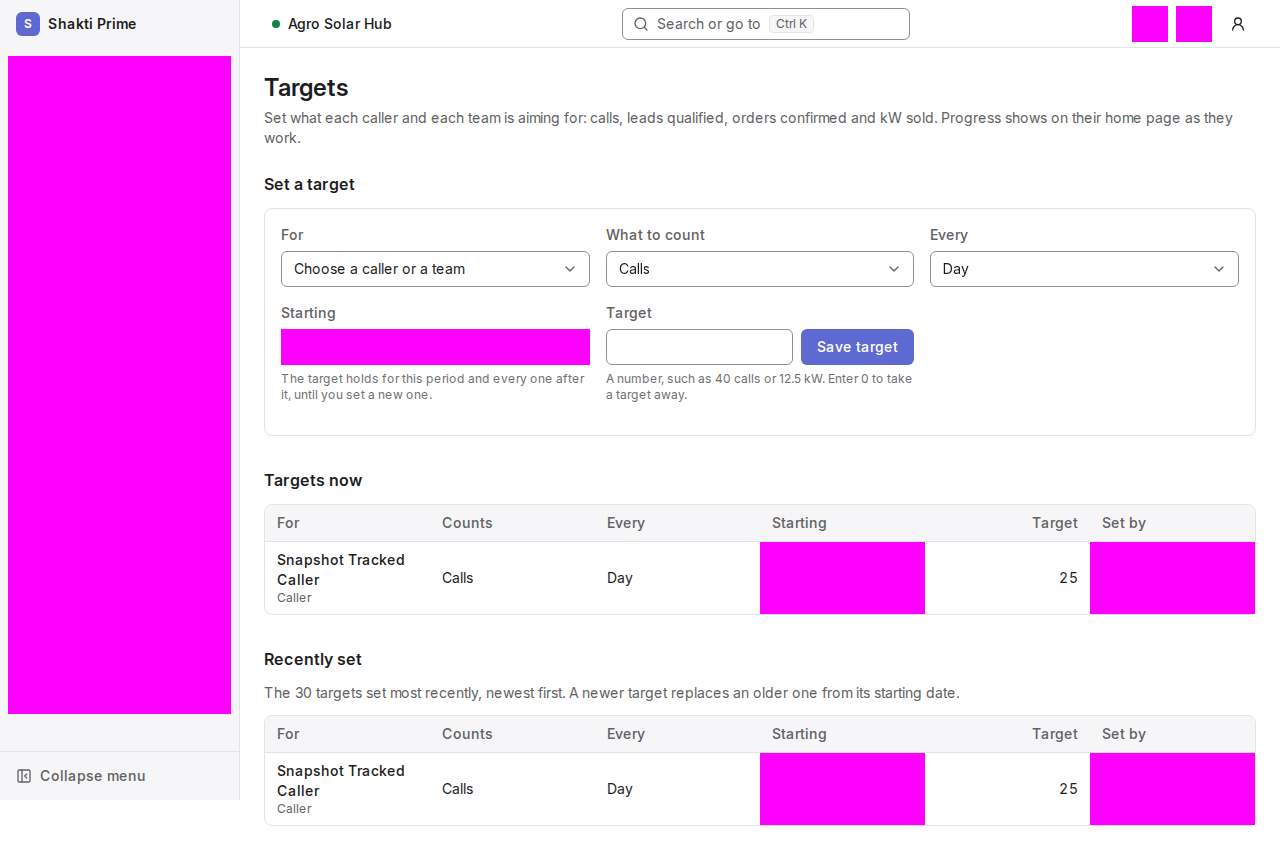 S Shakti Prime
Agro Solar Hub
Search or go to Ctrl K
Targets
Set what each caller and each team is aiming for: calls, leads qualified, orders confirmed and kW sold. Progress shows on their home page as they
work.
Set a target
For What to count Every
Choose a caller or a team Calls Day
Starting Target
Save target
The target holds for this period and every one after
it, until you set a new one.
A number, such as 40 calls or 12.5 kW. Enter 0 to take
a target away.
Targets now
For Counts Every Starting Target Set by
Snapshot Tracked
Caller
Caller
Calls Day 25
Recently set
The 30 targets set most recently, newest first. A newer target replaces an older one from its starting date.
For Counts Every Starting Target Set by
Snapshot Tracked
Caller
Caller
Calls Day 25
Collapse menu